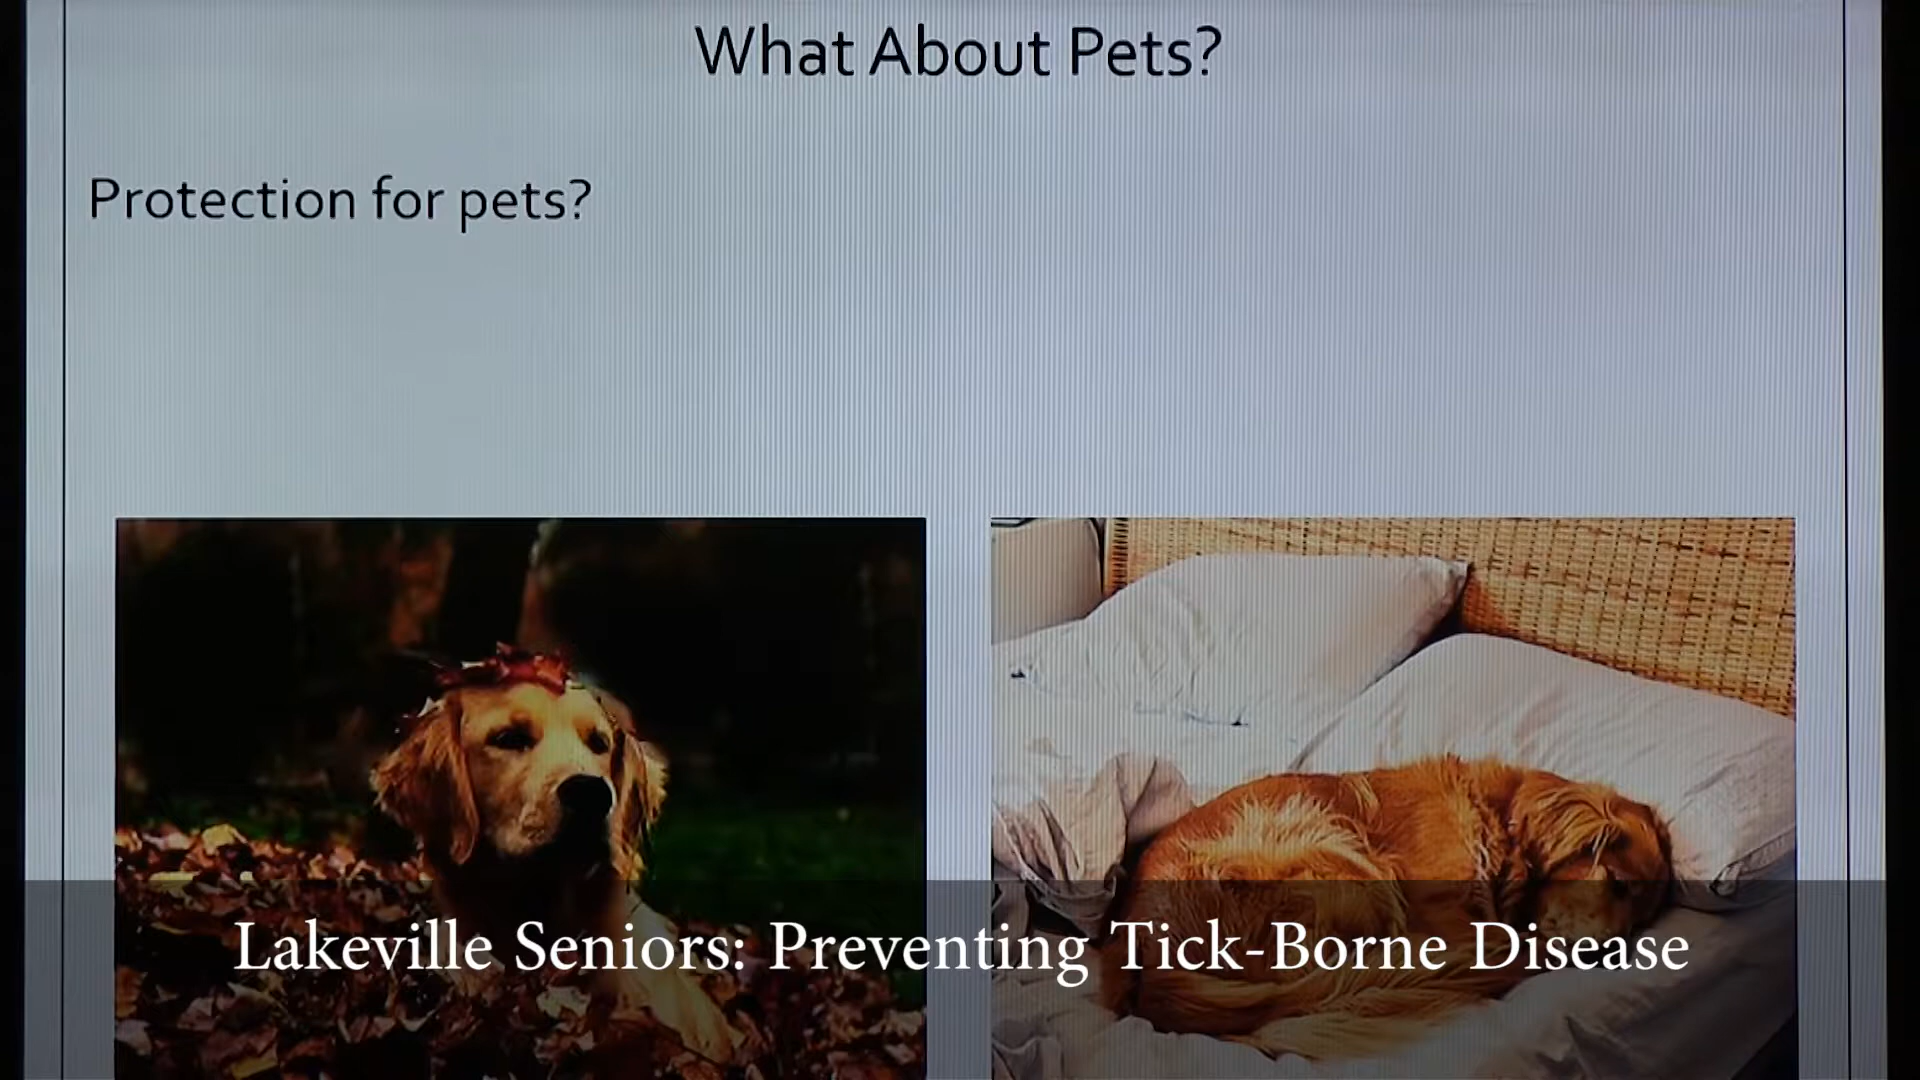 What About Pets?
Protection for pets?
Lakeville Seniors: Preventing Tick-Borne Disease